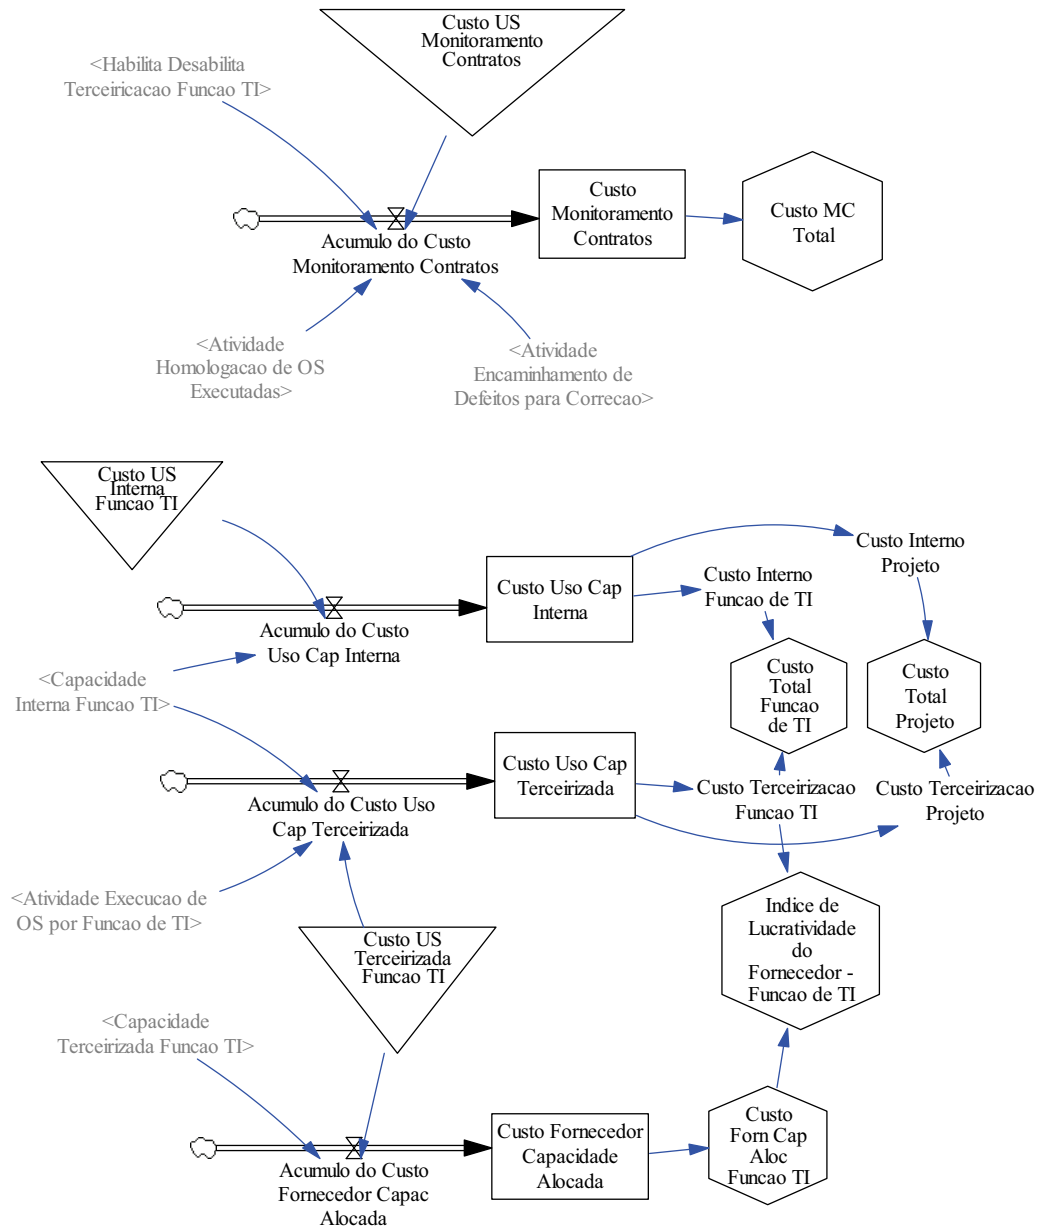 Custo US
Monitoramento
Contratos
<Habilita Desabilita
Terceiricacao Funcao TI>
Custo
Monitoramento
Contratos
Custo MC
Total
Acumulo do Custo
Monitoramento Contratos
<Atividade
Homologacao de OS
Executadas>
<Atividade
Encaminhamento de
Defeitos para Correcao>
Custo US
Interna
Funcao TI
Custo Interno
Projeto
Custo Uso Cap
Interna
Custo Interno
Funcao de TI
Acumulo do Custo
Uso Cap Interna
<Capacidade
Interna Funcao TI>
Custo
Total
Funcao
de TI
Custo
Total
Projeto
Custo Uso Cap
Terceirizada
Acumulo do Custo Uso
Cap Terceirizada
Custo Terceirizacao
Funcao TI
Custo Terceirizacao
Projeto
<Atividade Execucao de
OS por Funcao de TI>
Custo US
Terceirizada
Funcao TI
Indice de
Lucratividade
do
Fornecedor -
Funcao de TI
<Capacidade
Terceirizada Funcao TI>
Custo Fornecedor
Capacidade
Alocada
Custo
Forn Cap
Aloc
Funcao TI
Acumulo do Custo
Fornecedor Capac
Alocada